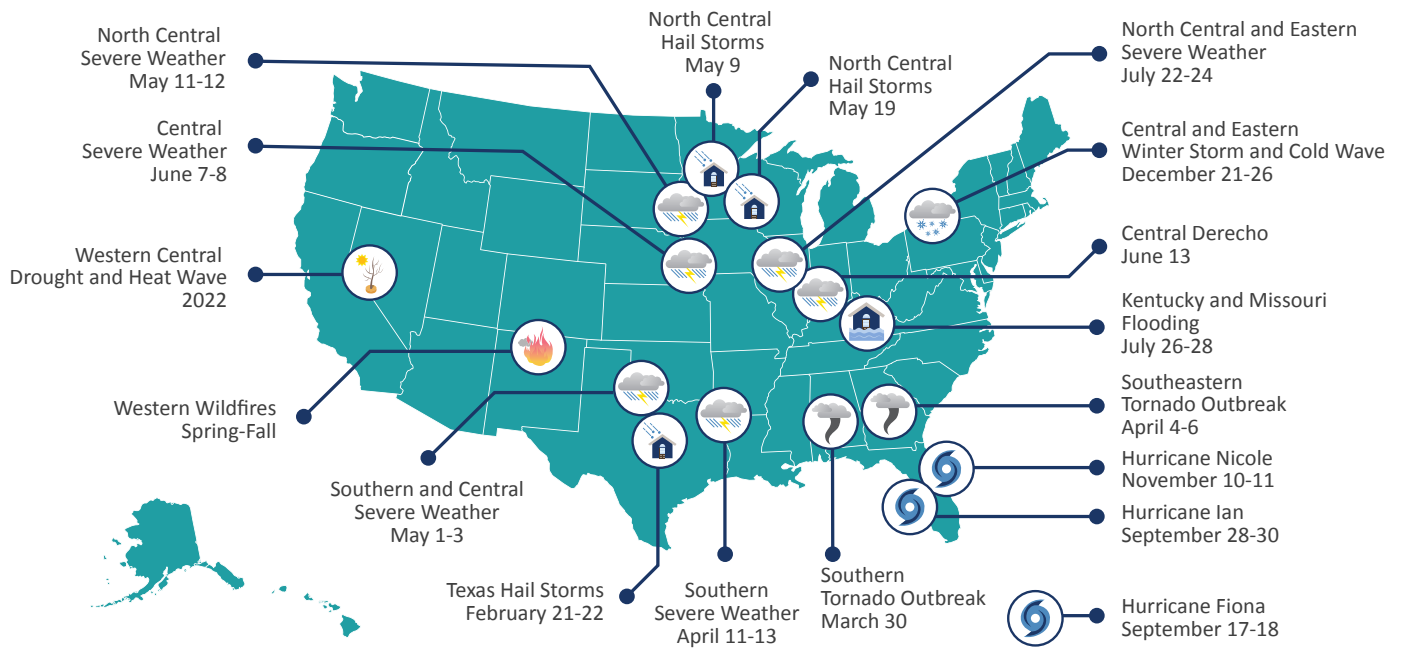 North Central
Severe Weather
May 11-12
North Central
Hail Storms
May 9
North Central
Hail Storms
May 19
North Central and Eastern
Severe Weather
July 22-24
Central
Severe Weather
June 7-8
Central and Eastern
Winter Storm and Cold Wave
December 21-26
Western Central
Drought and Heat Wave
2022
Central Derecho
June 13
Kentucky and Missouri
Flooding
July 26-28
Western Wildfires
Spring-Fall
Southeastern
Tornado Outbreak
April 4-6
Hurricane Nicole
November 10-11
Southern and Central
Severe Weather
May 1-3
Hurricane Ian
September 28-30
Texas Hail Storms
February 21-22
Southern
Severe Weather
April 11-13
Southern
Tornado Outbreak
March 30
Hurricane Fiona
September 17-18